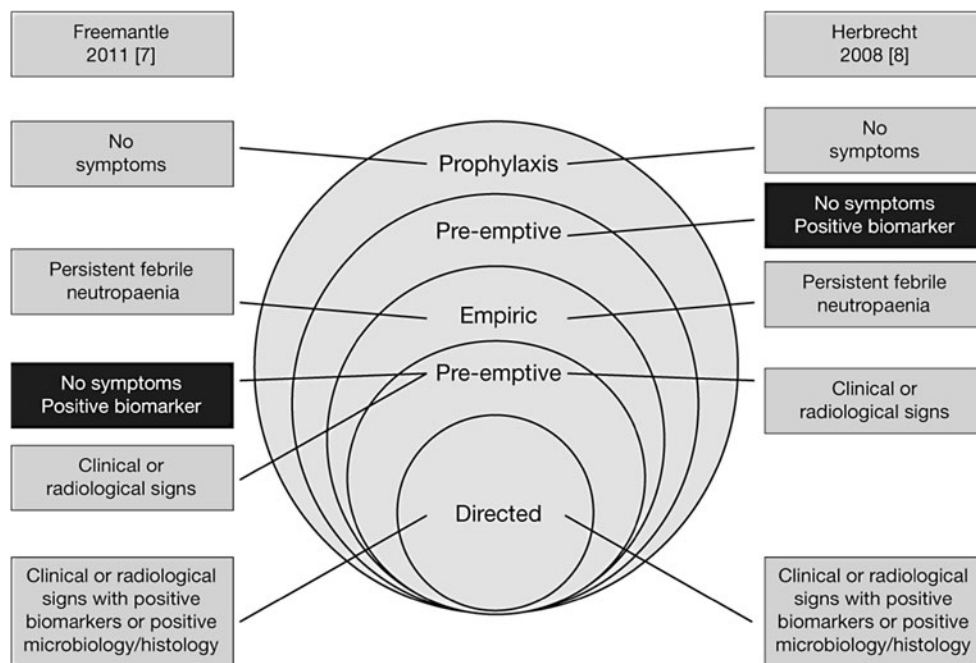 Freemantle
2011 [7]
No
symptoms
Persistent febrile
neutropaenia
No symptoms
Positive biomarker
Clinical or
radiological signs
Clinical or radiological
signs with positive
biomarkers or positive
microbiology/histology
Prophylaxis
Pre-emptive
Empiric
Pre-emptive
Directed
Herbrecht
2008 [8]
No
symptoms
No symptoms
Positive biomarker
Persistent febrile
neutropaenia
Clinical or
radiological signs
Clinical or radiological
signs with positive
biomarkers or positive
microbiology/histology